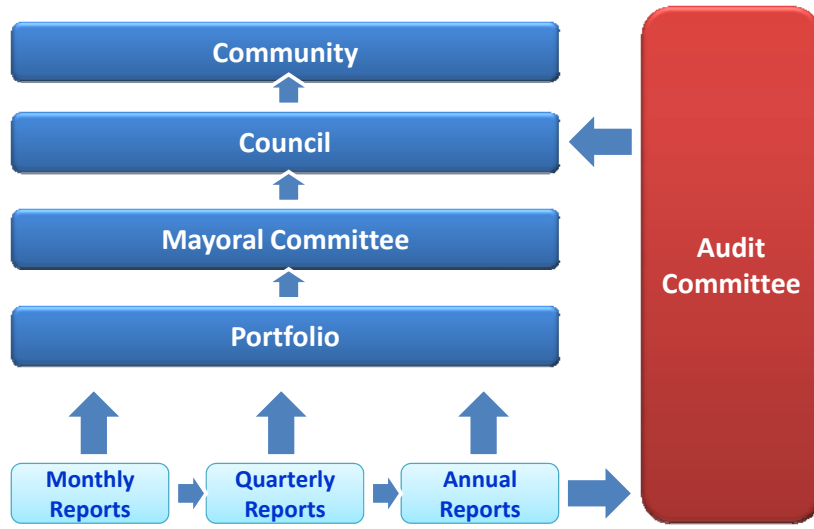 Community
Council
Mayoral Committee
Portfolio
Audit
Committee
Monthly
Reports
Quarterly
Reports
Annual
Reports